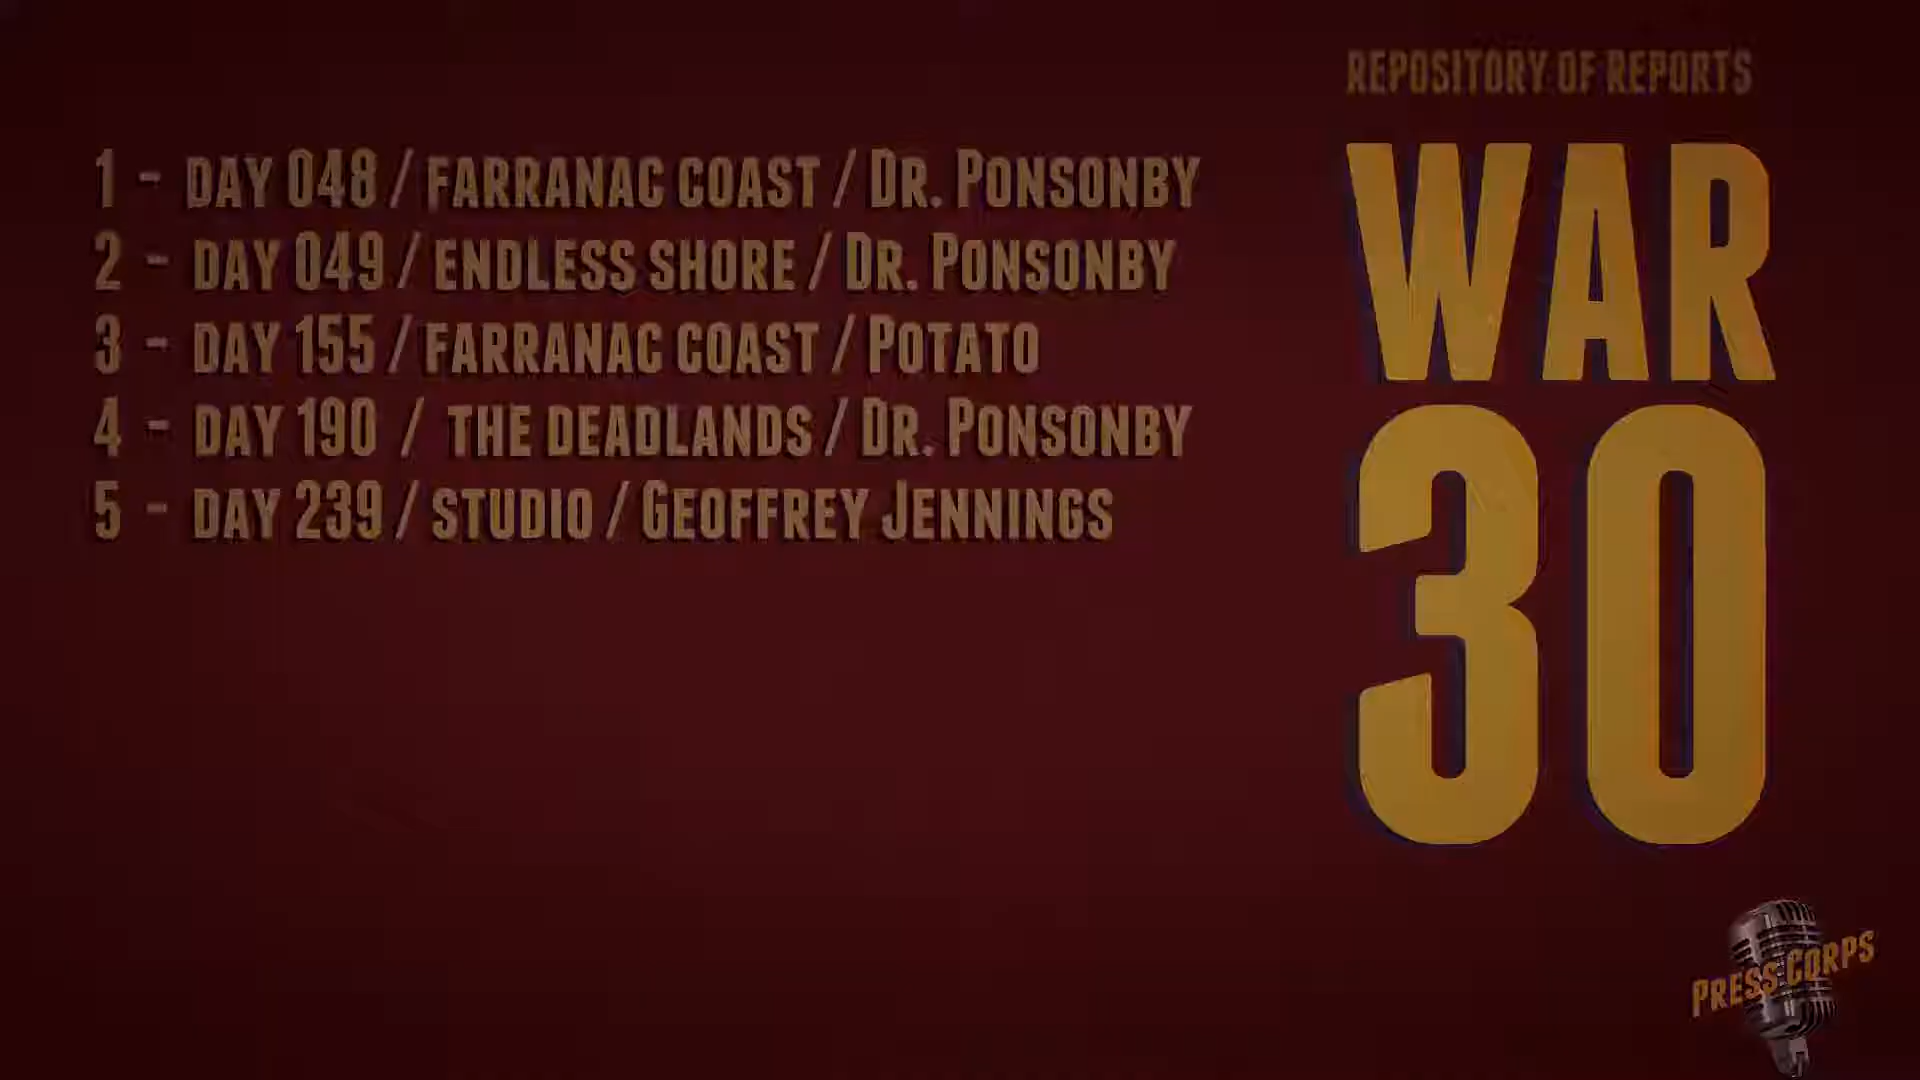 REPOSITORY OF REPORTS
WAR
30
1 - DAY 048 / FARRANAC COAST / DR. PONSONBY
2 - DAY 049 / ENDLESS SHORE / DR. PONSONBY
3 - DAY 155 / FARRANAC COAST / POTATO
4 - DAY 190 / THE DEADLANDS / DR. PONSONBY
5 - DAY 239 / STUDIO / GEOFFREY JENNINGS
PRESS CORPS